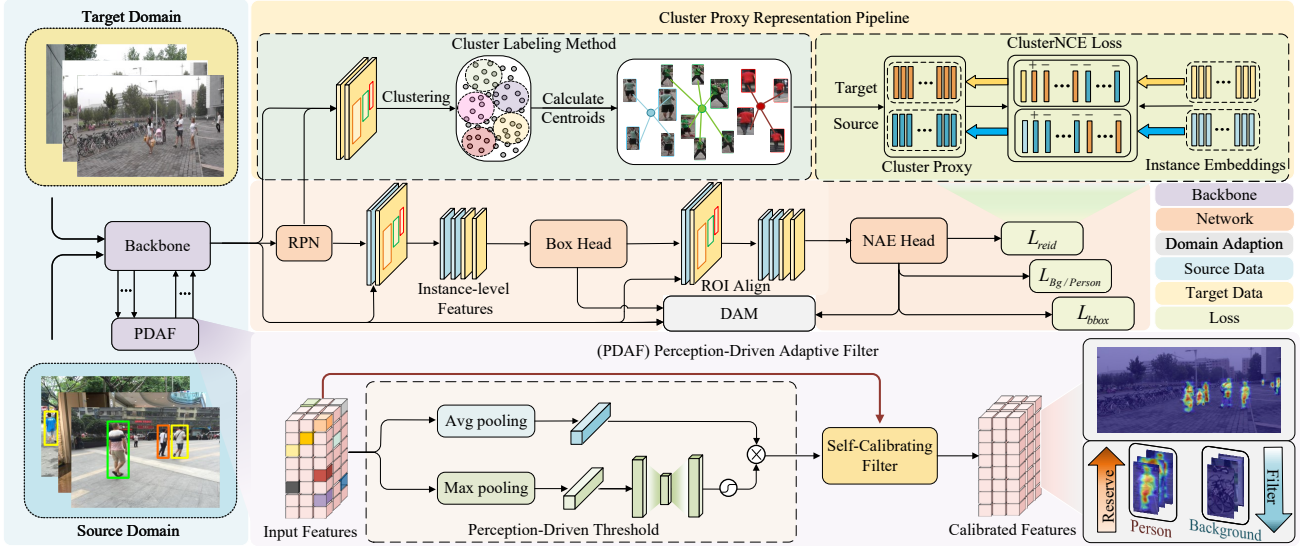 Target Domain
Cluster Proxy Representation Pipeline
Cluster Labeling Method
ClusterNCE Loss
Clustering
Calculate
Centroids
Target
Source
+
−
−
−
+
−
−
−
Cluster Proxy
Instance Embeddings
Backbone
RPN
Box Head
NAE Head
L_reid
L_Bg / Person
L_bbox
Instance-level
Features
ROI Align
DAM
PDAF
Backbone
Network
Domain Adaption
Source Data
Target Data
Loss
(PDAF) Perception-Driven Adaptive Filter
Avg pooling
Max pooling
Self-Calibrating
Filter
Input Features
Perception-Driven Threshold
Calibrated Features
Reserve
Person
Background
Filter
Source Domain